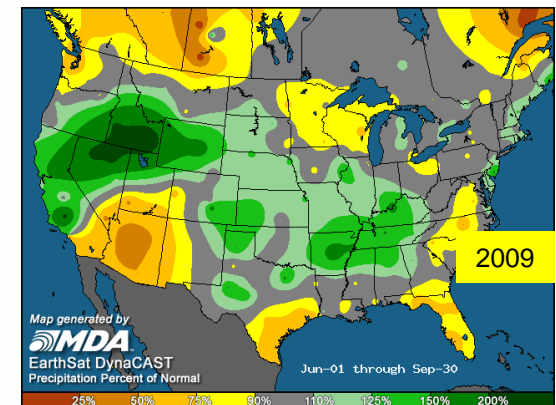 2009
Map generated by
MDA
EarthSat DynaCAST
Precipitation Percent of Normal
Jun-01 through Sep-30
25% 50% 75% 90% 110% 125% 150% 200%